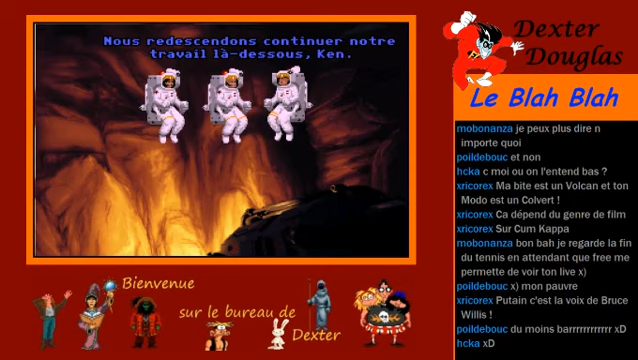 Nous redescendons continuer notre
travail là-dessous, Ken.
Dexter
Douglas
Le Blah Blah
mobonanza je peux plus dire n
importe quoi
poildebouc et non
hcka c moi ou on l'entend bas ?
xricorex Ma bite est un Volcan et ton
Modo est un Colvert !
xricorex Ca dépend du genre de film
xricorex Sur Cum Kappa
mobonanza bon bah je regarde la fin
du tennis en attendant que free me
permette de voir ton live x)
poildebouc x) mon pauvre
xricorex Putain c'est la voix de Bruce
Willis !
poildebouc du moins barrrrrrrrrrrr xD
hcka xD
Bienvenue
sur le bureau de
Dexter